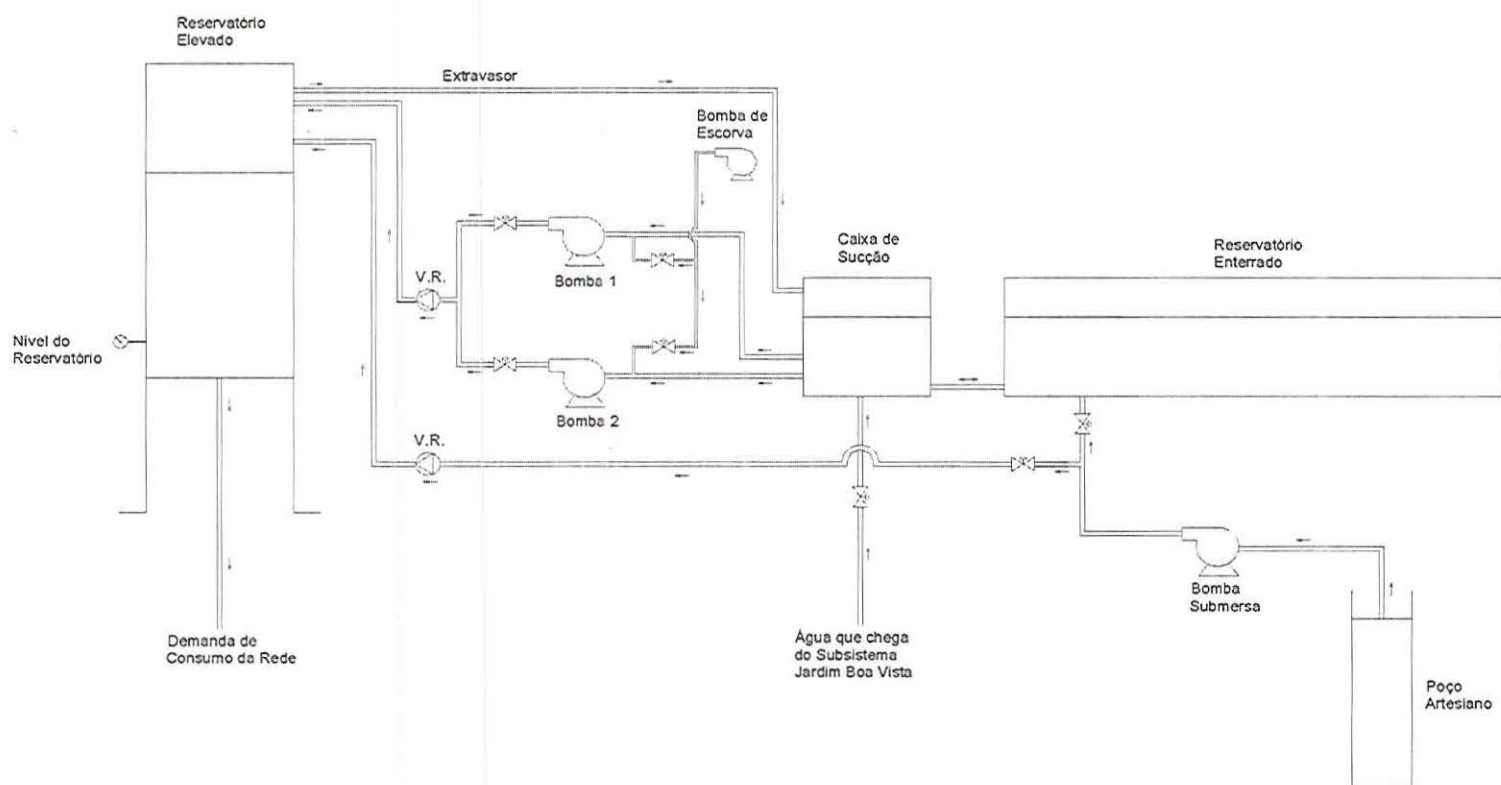 Reservatório
Elevado
Extravasor
Bomba de
Escorva
Caixa de
Sucção
Reservatório
Enterrado
Bomba 1
V.R.
Nível do
Reservatório
Bomba 2
V.R.
Bomba
Submersa
Demanda de
Consumo da Rede
Água que chega
do Subsistema
Jardim Boa Vista
Poço
Artesiano